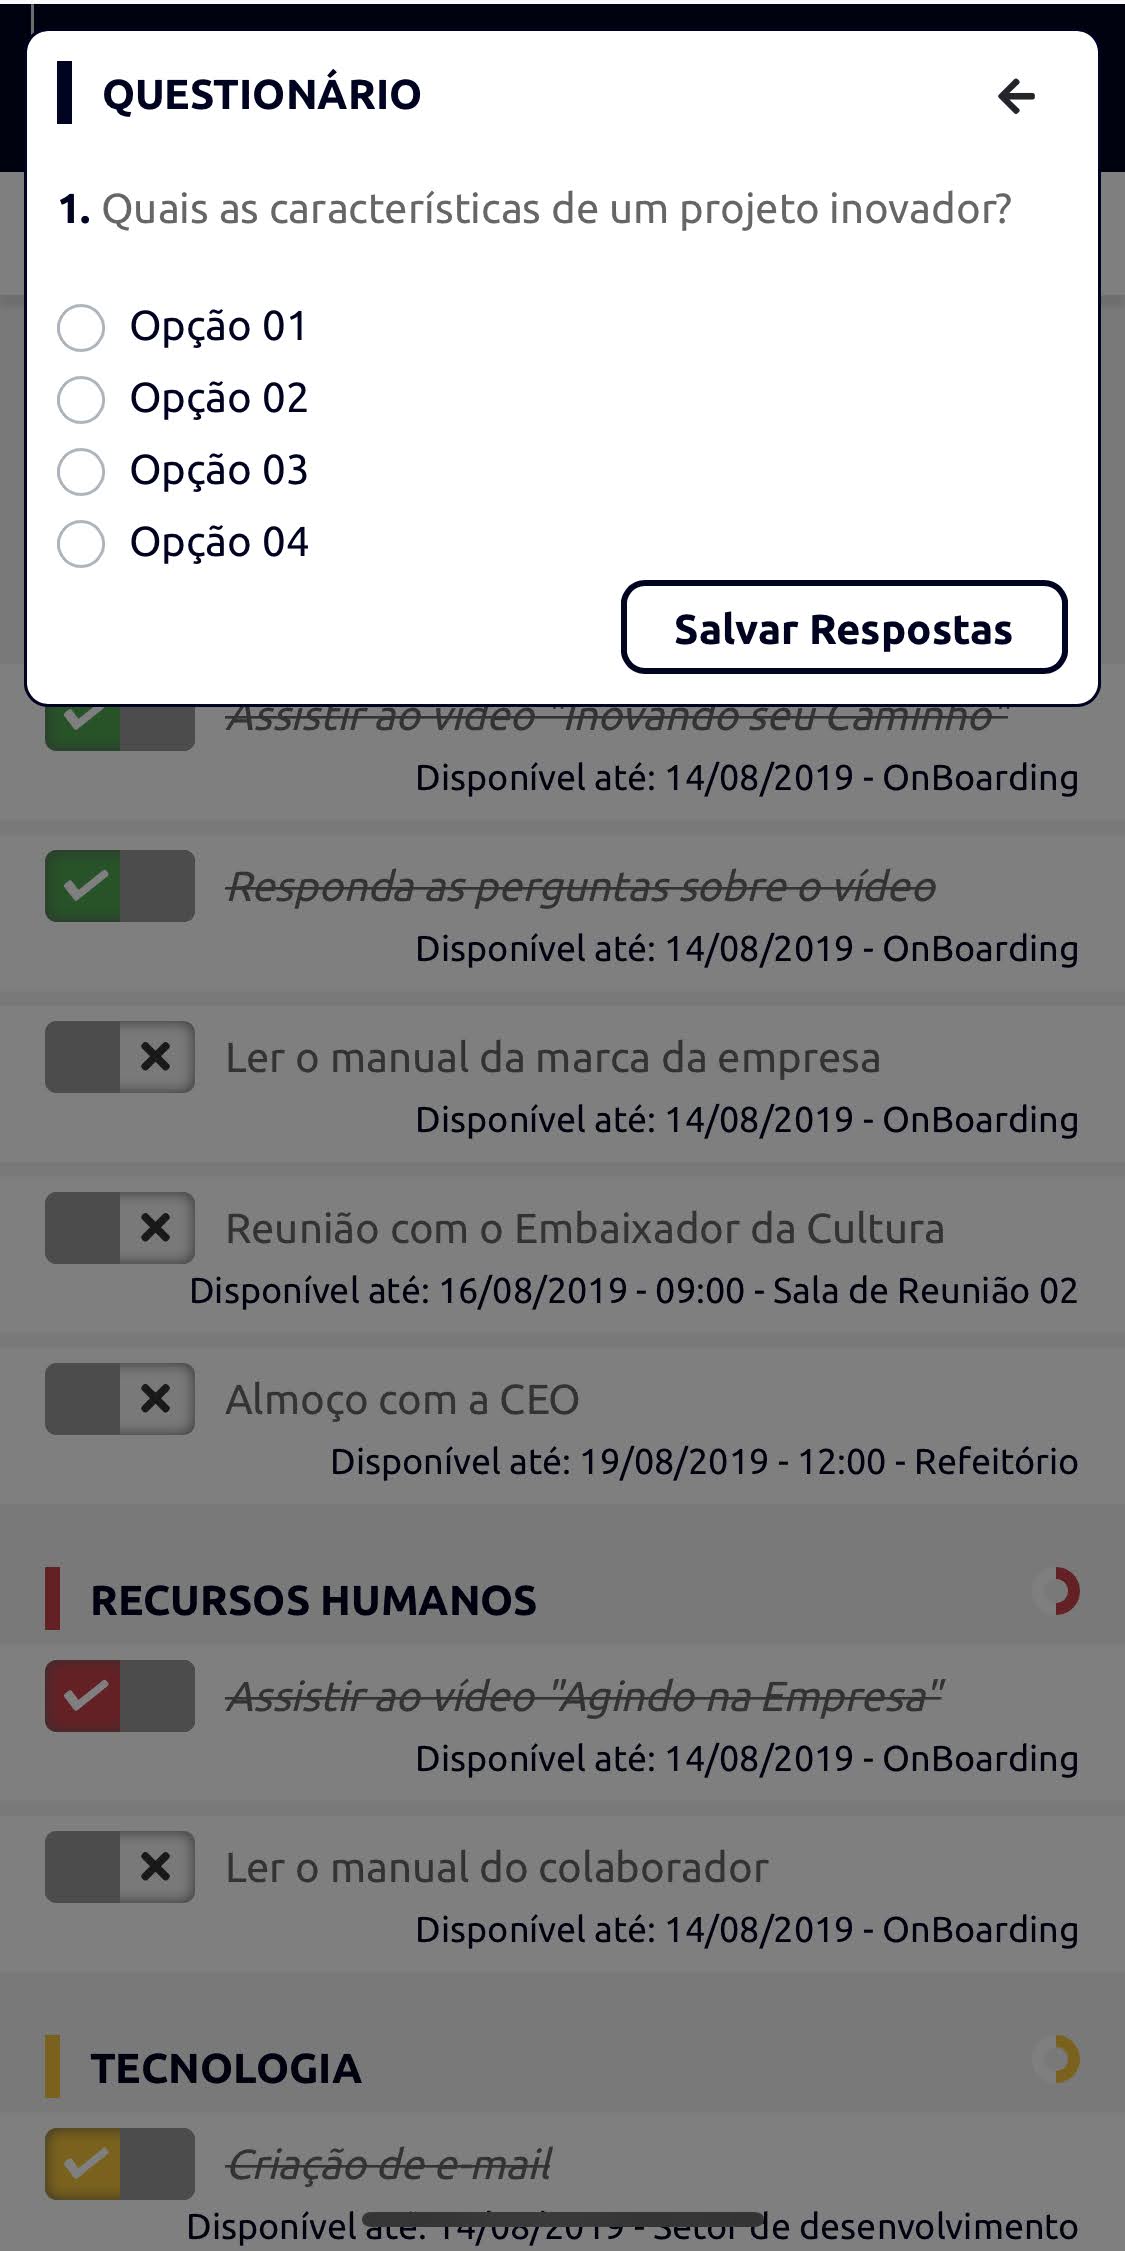 QUESTIONÁRIO
1. Quais as características de um projeto inovador?
Opção 01
Opção 02
Opção 03
Opção 04
Salvar Respostas
Assistir ao vídeo "Inovando seu Caminho"
Disponível até: 14/08/2019 - OnBoarding
Responda as perguntas sobre o vídeo
Disponível até: 14/08/2019 - OnBoarding
Ler o manual da marca da empresa
Disponível até: 14/08/2019 - OnBoarding
Reunião com o Embaixador da Cultura
Disponível até: 16/08/2019 - 09:00 - Sala de Reunião 02
Almoço com a CEO
Disponível até: 19/08/2019 - 12:00 - Refeitório
RECURSOS HUMANOS
Assistir ao vídeo "Agindo na Empresa"
Disponível até: 14/08/2019 - OnBoarding
Ler o manual do colaborador
Disponível até: 14/08/2019 - OnBoarding
TECNOLOGIA
Criação de e-mail
Disponível até: 14/08/2019 - Setor de desenvolvimento